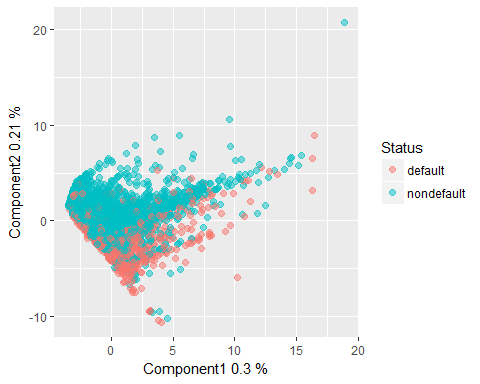 20
10
0
-10
Component2 0.21 %
0
5
10
15
20
Component1 0.3 %
Status
default
nondefault